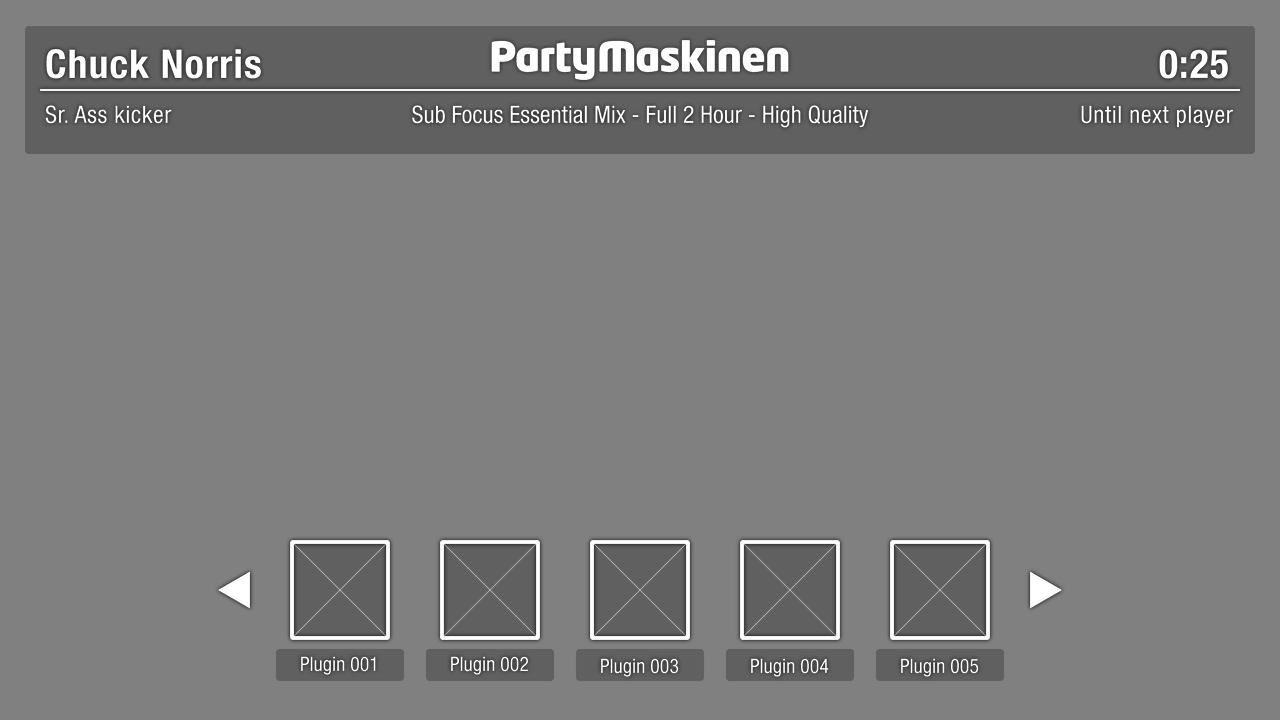 Chuck Norris
PartyMaskinen
0:25
Sr. Ass kicker
Sub Focus Essential Mix - Full 2 Hour - High Quality
Until next player
Plugin 001
Plugin 002
Plugin 003
Plugin 004
Plugin 005